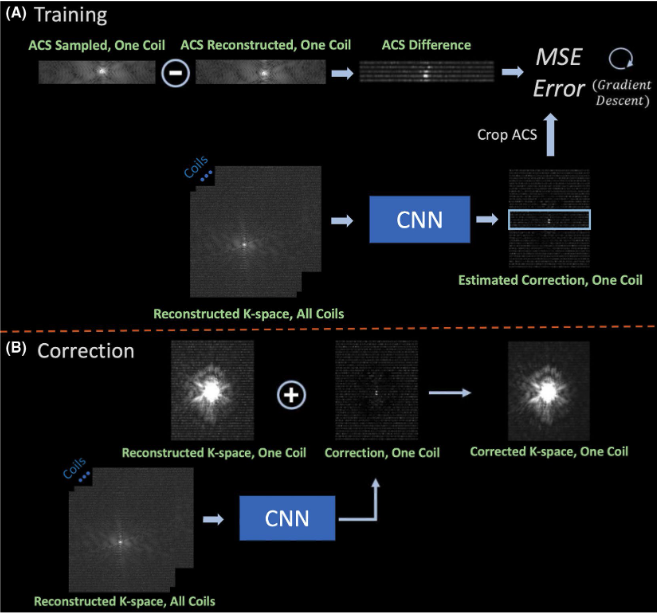 (A) Training
ACS Sampled, One Coil
ACS Reconstructed, One Coil
ACS Difference
MSE
Error
(Gradient
Descent)
Crop ACS
Coils
CNN
Estimated Correction, One Coil
Reconstructed K-space, All Coils
(B) Correction
Reconstructed K-space, One Coil
Correction, One Coil
Corrected K-space, One Coil
Coils
CNN
Reconstructed K-space, All Coils